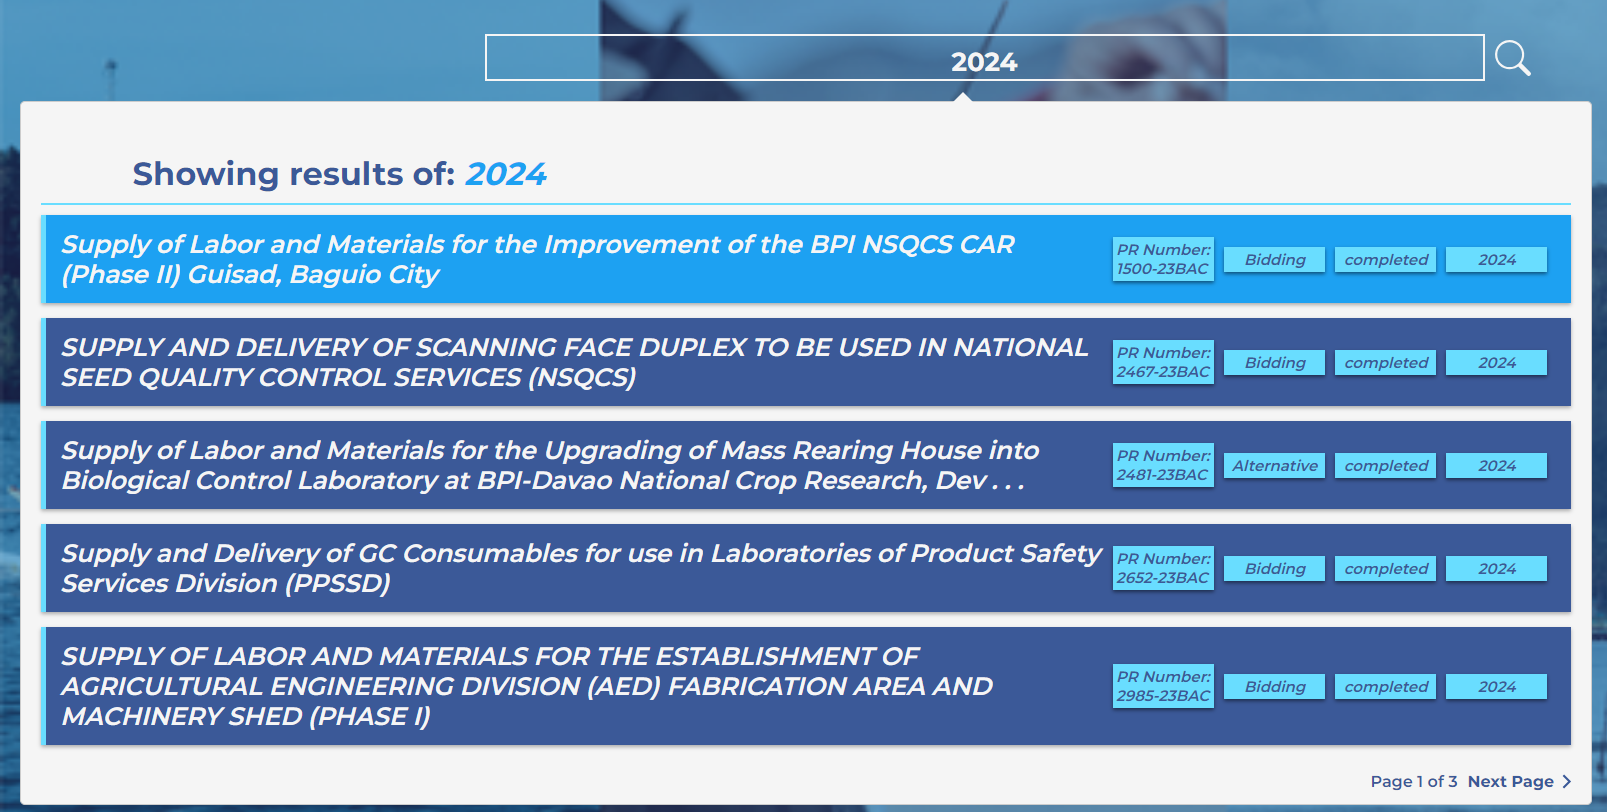 2024
Showing results of: 2024
Supply of Labor and Materials for the Improvement of the BPI NSQCS CAR
(Phase II) Guisad, Baguio City
PR Number:
1500-23BAC
Bidding
completed
2024
SUPPLY AND DELIVERY OF SCANNING FACE DUPLEX TO BE USED IN NATIONAL
SEED QUALITY CONTROL SERVICES (NSQCS)
PR Number:
2467-23BAC
Bidding
completed
2024
Supply of Labor and Materials for the Upgrading of Mass Rearing House into
Biological Control Laboratory at BPI-Davao National Crop Research, Dev . . .
PR Number:
2481-23BAC
Alternative
completed
2024
Supply and Delivery of GC Consumables for use in Laboratories of Product Safety
Services Division (PPSSD)
PR Number:
2652-23BAC
Bidding
completed
2024
SUPPLY OF LABOR AND MATERIALS FOR THE ESTABLISHMENT OF
AGRICULTURAL ENGINEERING DIVISION (AED) FABRICATION AREA AND
MACHINERY SHED (PHASE I)
PR Number:
2985-23BAC
Bidding
completed
2024
Page 1 of 3 Next Page